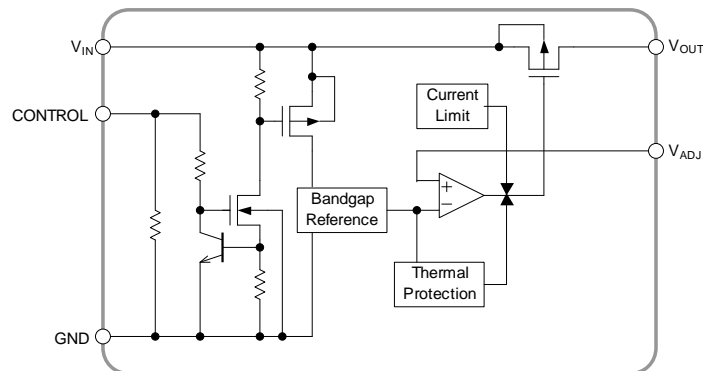 VIN
VOUT
Current
Limit
CONTROL
VADJ
+
−
Bandgap
Reference
Thermal
Protection
GND